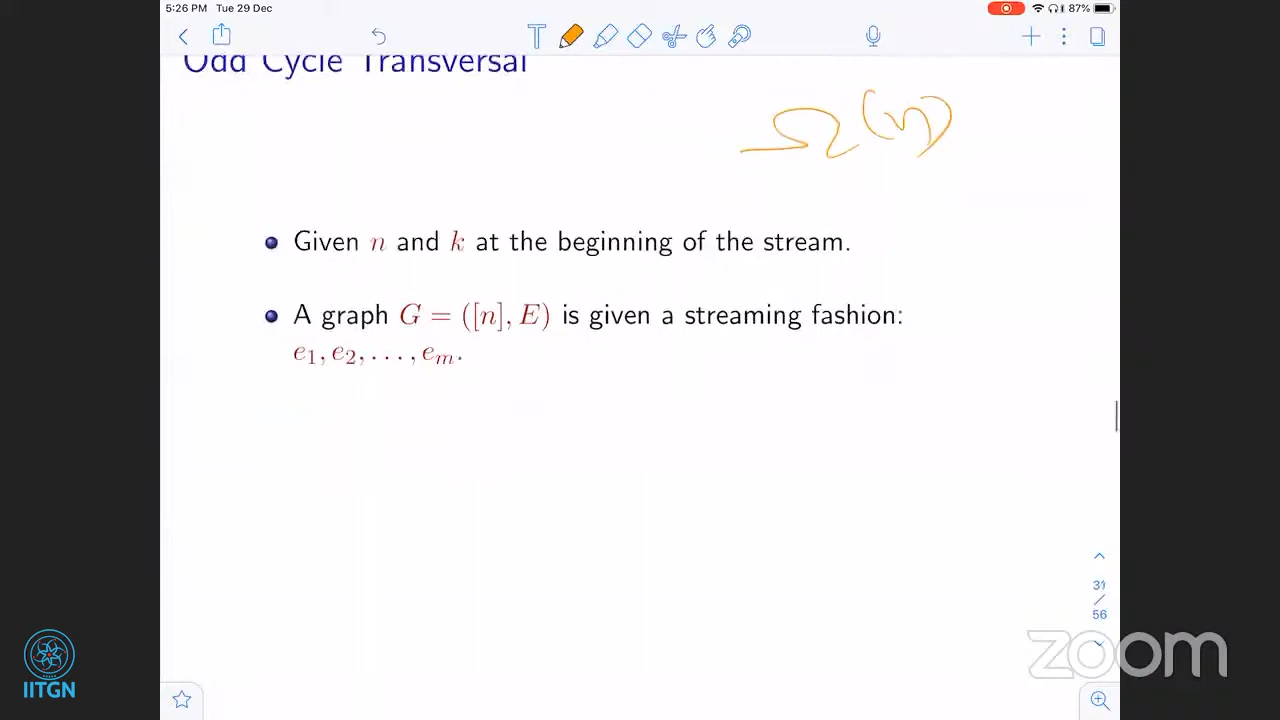 5:26 PM Tue 29 Dec
87%
Odd Cycle Transversal
Ω(n)
• Given n and k at the beginning of the stream.
• A graph G = ([n], E) is given a streaming fashion:
e₁, e₂, . . . , eₘ.
31
/
56
IITGN
zoom